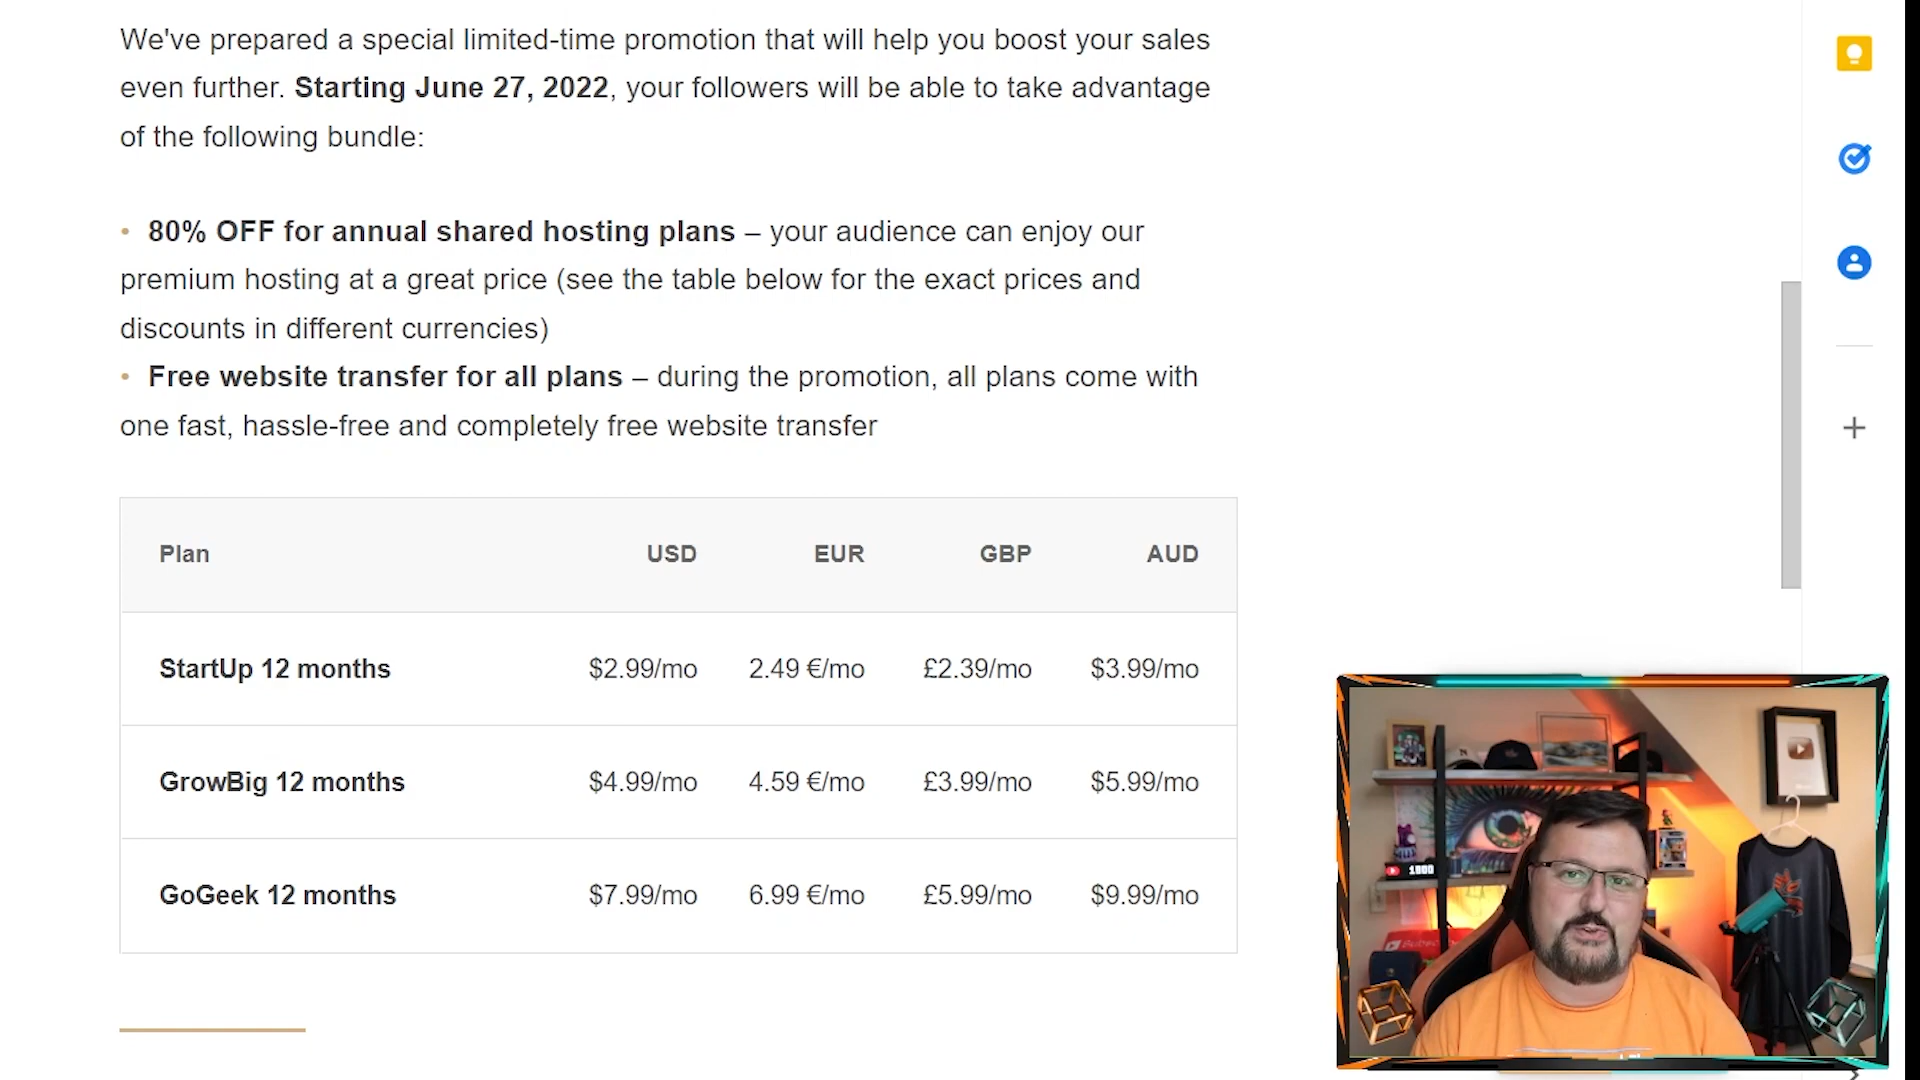 We've prepared a special limited-time promotion that will help you boost your sales
even further. Starting June 27, 2022, your followers will be able to take advantage
of the following bundle:
• 80% OFF for annual shared hosting plans – your audience can enjoy our
premium hosting at a great price (see the table below for the exact prices and
discounts in different currencies)
• Free website transfer for all plans – during the promotion, all plans come with
one fast, hassle-free and completely free website transfer
Plan USD EUR GBP AUD
StartUp 12 months $2.99/mo 2.49 €/mo £2.39/mo $3.99/mo
GrowBig 12 months $4.99/mo 4.59 €/mo £3.99/mo $5.99/mo
GoGeek 12 months $7.99/mo 6.99 €/mo £5.99/mo $9.99/mo